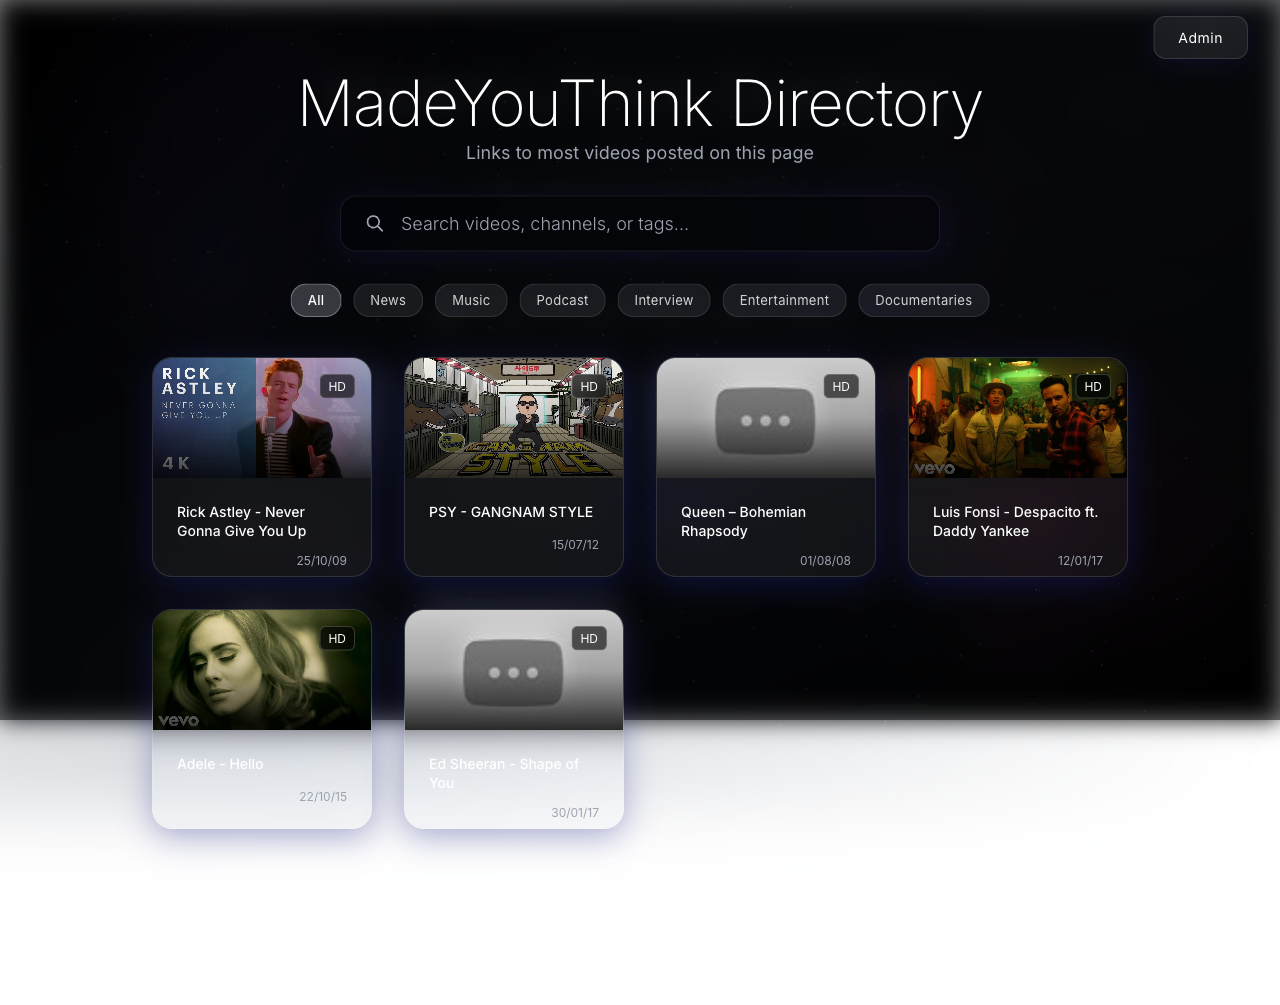 Admin
MadeYouThink Directory
Links to most videos posted on this page
Search videos, channels, or tags...
All
News
Music
Podcast
Interview
Entertainment
Documentaries
RICK
ASTLEY
NEVER GONNA
GIVE YOU UP
4K
HD
Rick Astley - Never
Gonna Give You Up
25/10/09
싸이6甲
HD
GANGNAM
STYLE
PSY - GANGNAM STYLE
15/07/12
HD
Queen – Bohemian
Rhapsody
01/08/08
HD
vevo
Luis Fonsi - Despacito ft.
Daddy Yankee
12/01/17
HD
vevo
Adele - Hello
22/10/15
HD
Ed Sheeran - Shape of
You
30/01/17